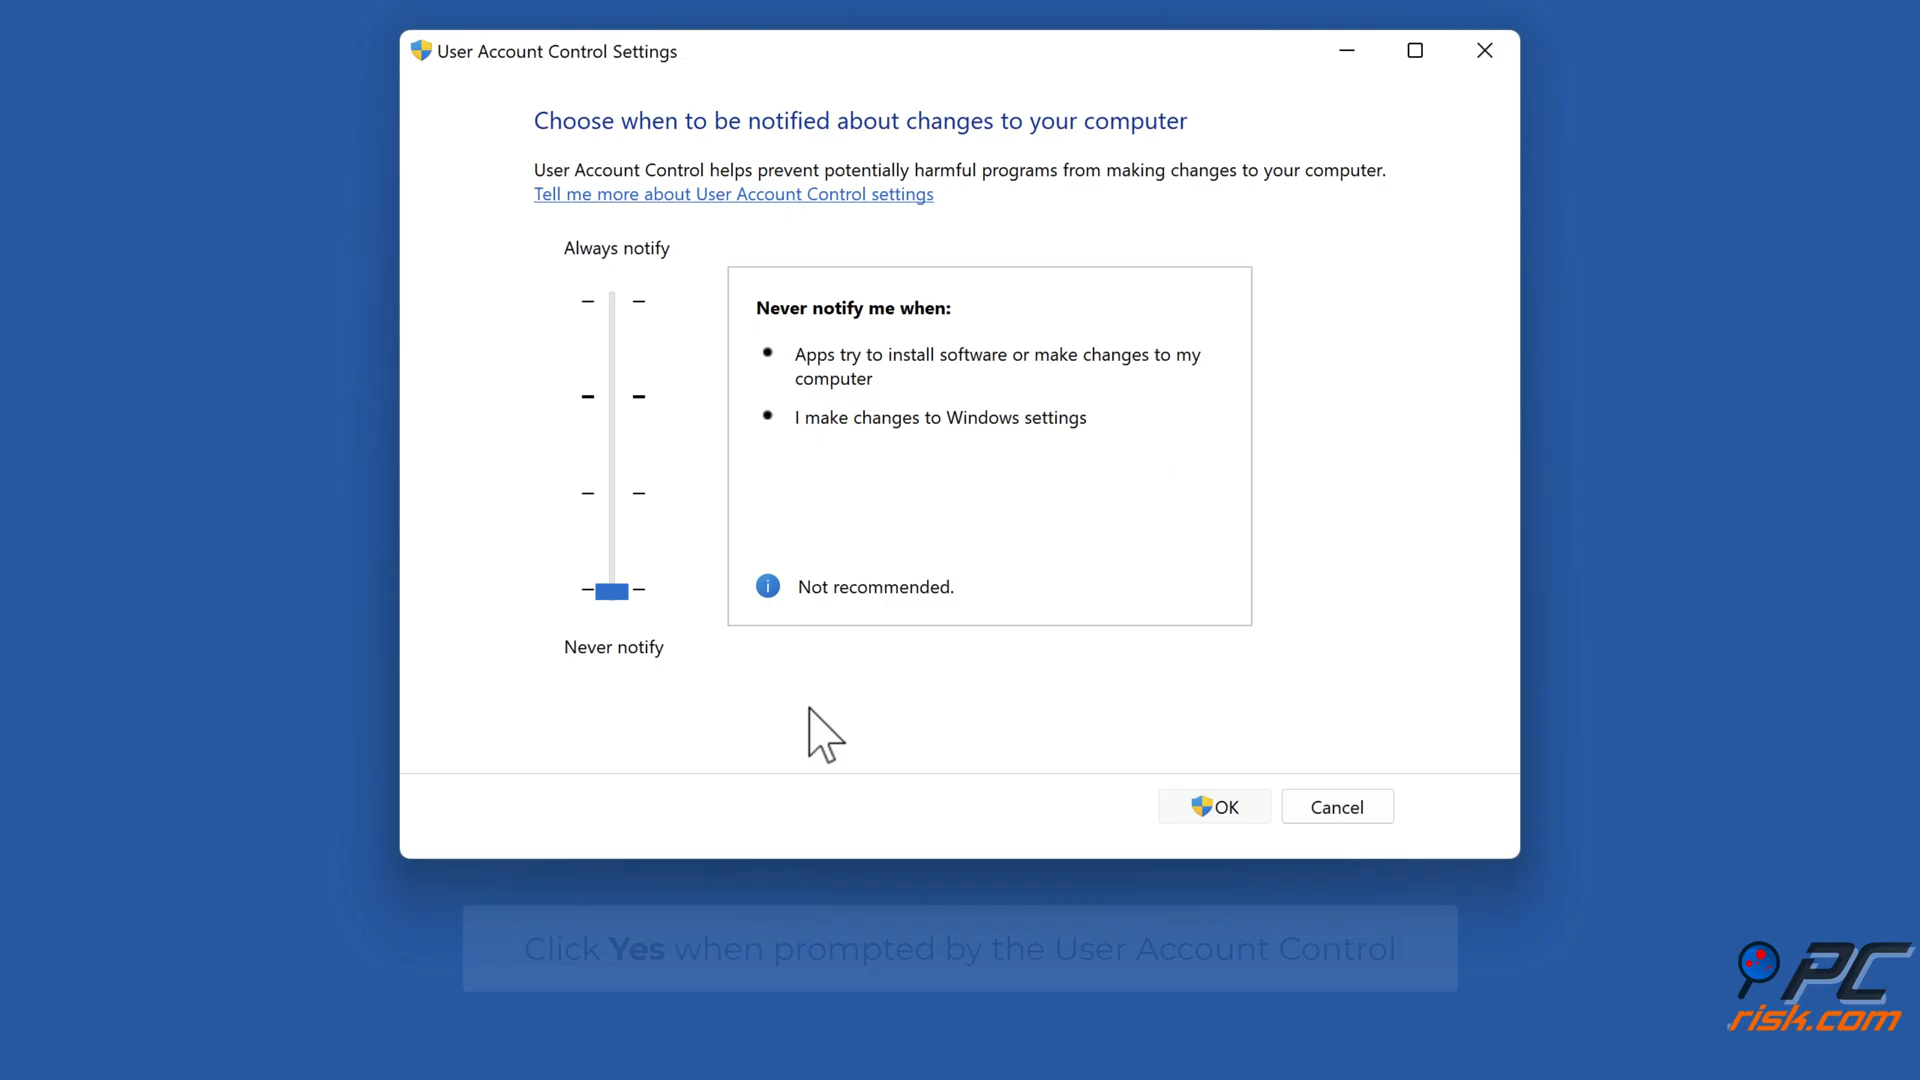 User Account Control Settings
Choose when to be notified about changes to your computer
User Account Control helps prevent potentially harmful programs from making changes to your computer.
Tell me more about User Account Control settings
Always notify
Never notify me when:
Apps try to install software or make changes to my
computer
I make changes to Windows settings
Not recommended.
Never notify
OK
Cancel
Click Yes when prompted by the User Account Control
PC
risk.com